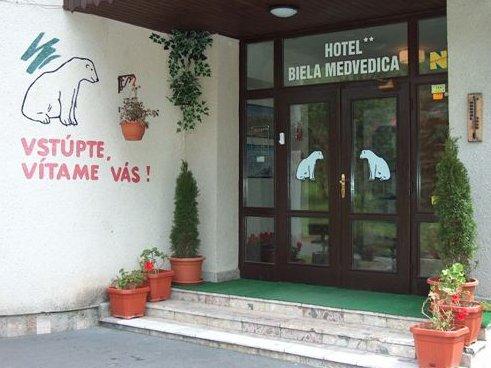 HOTEL**
BIELA MEDVEDICA
VSTÚPTE,
VÍTAME VÁS!